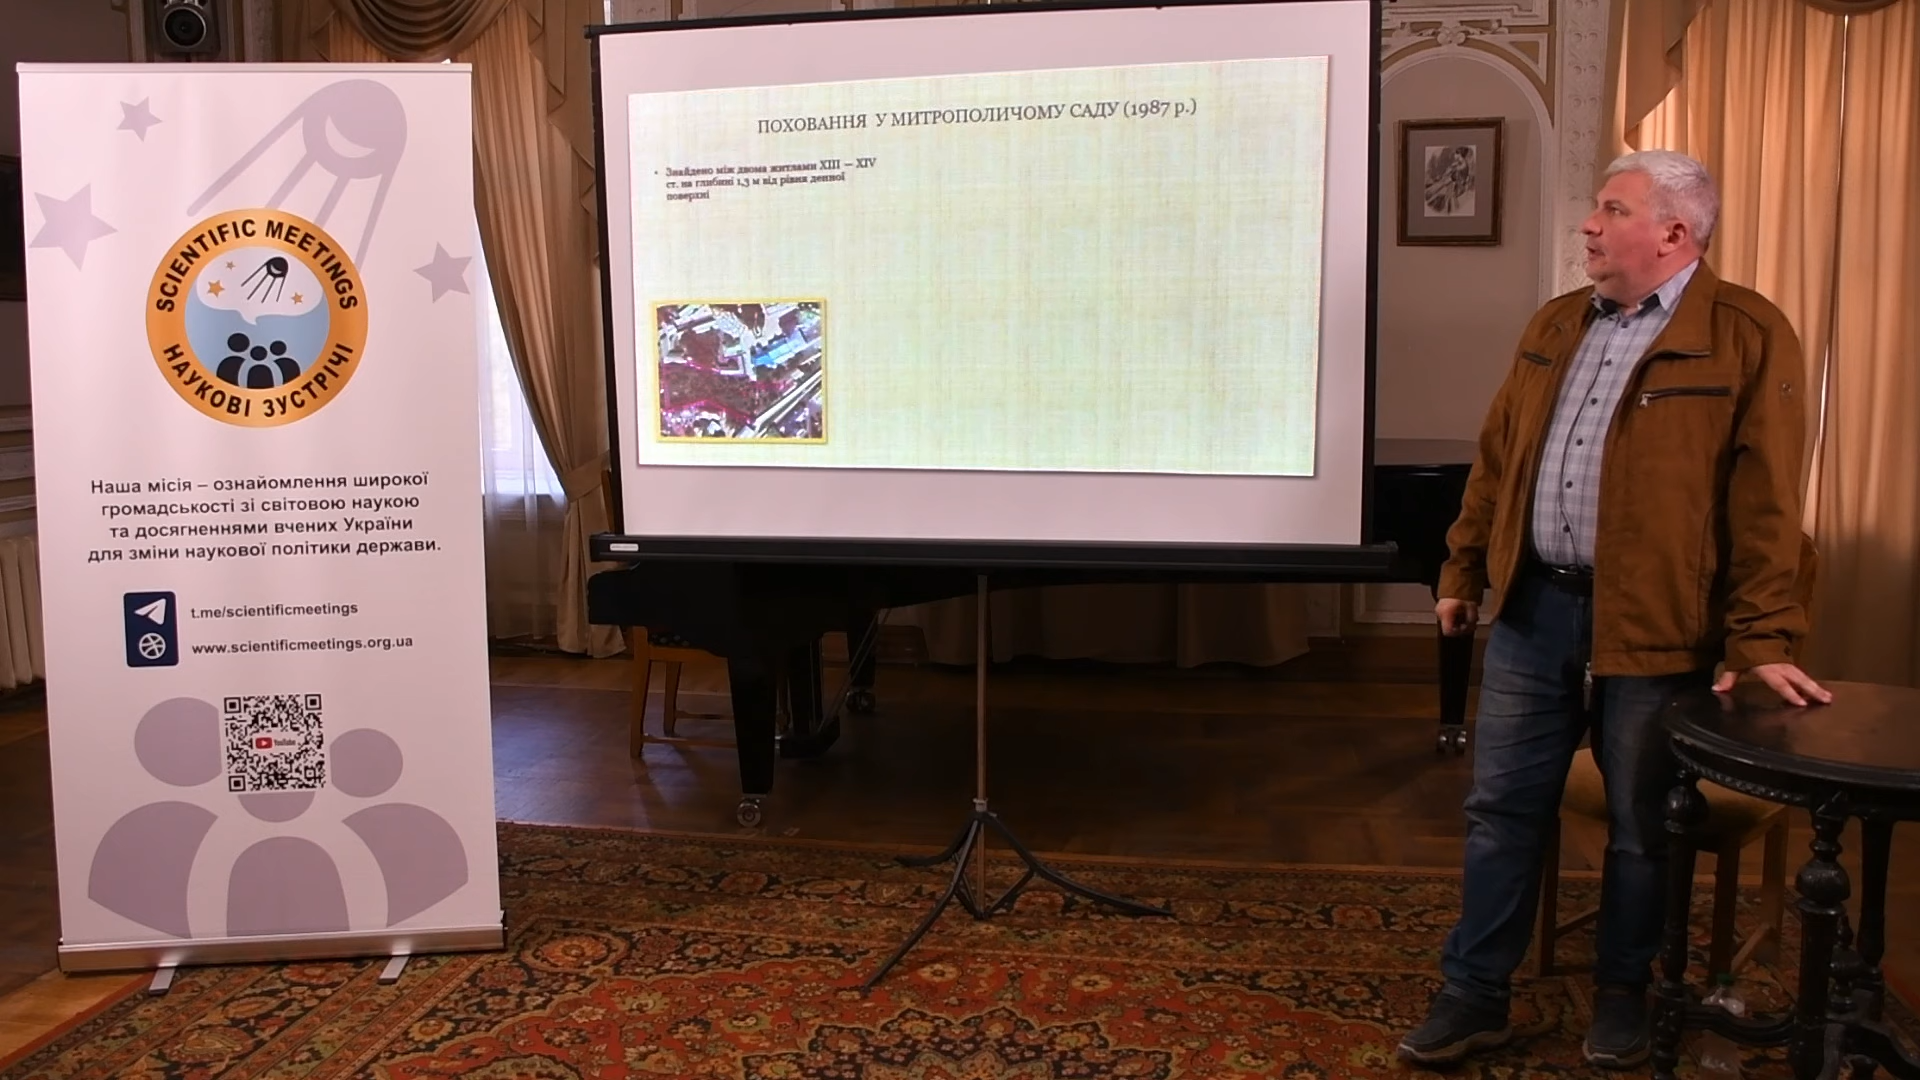 SCIENTIFIC MEETINGS
НАУКОВІ ЗУСТРІЧІ
Наша місія – ознайомлення широкої
громадськості зі світовою наукою
та досягненнями вчених України
для зміни наукової політики держави.
t.me/scientificmeetings
www.scientificmeetings.org.ua
YouTube
ПОХОВАННЯ У МИТРОПОЛИЧОМУ САДУ (1987 р.)
• Знайдено між двома житлами XIII – XIV
ст. на глибині 1,3 м від рівня денної
поверхні